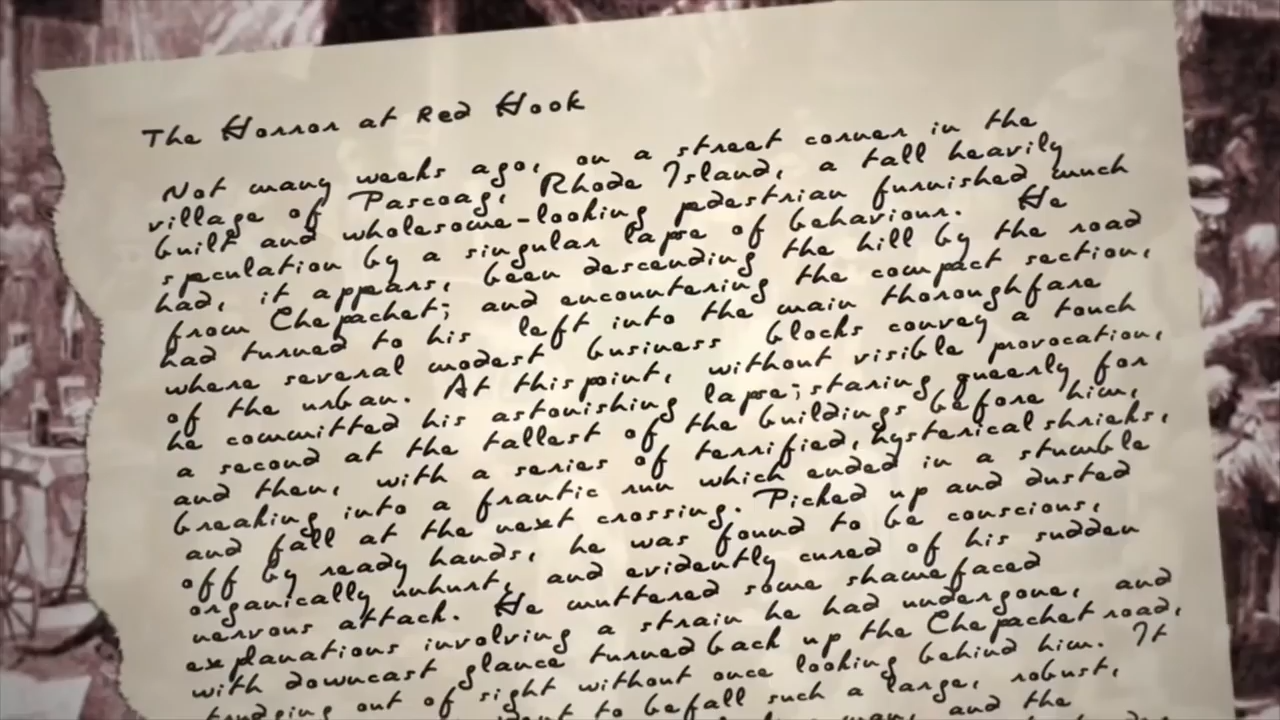 The Horror at Red Hook
Not many weeks ago, on a street corner in the
village of Pascoag, Rhode Island, a tall heavily
built and wholesome-looking pedestrian furnished much
speculation by a singular lapse of behaviour. He
had, it appears, been descending the hill by the road
from Chepachet; and encountering the compact section,
had turned to his left into the main thoroughfare
where several modest business blocks convey a touch
of the urban. At this point, without visible provocation,
he committed his astonishing lapse; staring queerly for
a second at the tallest of the buildings before him,
and then, with a series of terrified, hysterical shrieks,
breaking into a frantic run which ended in a stumble
and fall at the next crossing. Picked up and dusted
off by ready hands, he was found to be conscious,
organically unhurt, and evidently cured of his sudden
nervous attack. He muttered some shamefaced
explanations involving a strain he had undergone, and
with downcast glance turned back up the Chepachet road,
trudging out of sight without once looking behind him. It
to befall such a large, robust,
and the